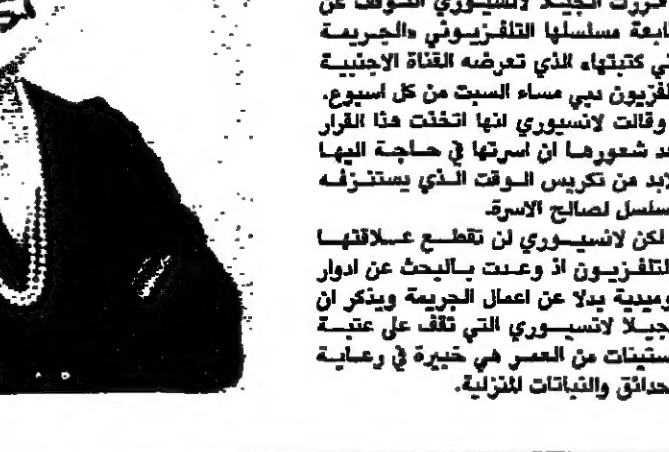 قررت انجيلا لانسبوري التوقف عن
متابعة مسلسلها التلفزيوني «الجريمة
التي كتبتها» الذي تعرضه القناة الاجنبية
لتلفزيون دبي مساء السبت من كل اسبوع.
وقالت لانسبوري انها اتخذت هذا القرار
بعد شعورها ان اسرتها في حاجة اليها
ولابد من تكريس الوقت الذي يستنزفه
المسلسل لصالح الاسرة.
لكن لانسبوري لن تقطع علاقتها
بالتلفزيون اذ وعدت بالبحث عن ادوار
كوميدية بدلا عن اعمال الجريمة ويذكر ان
انجيلا لانسبوري التي تقف على عتبة
الستينات من العمر هي خبيرة في رعاية
الحدائق والنباتات المنزلية.